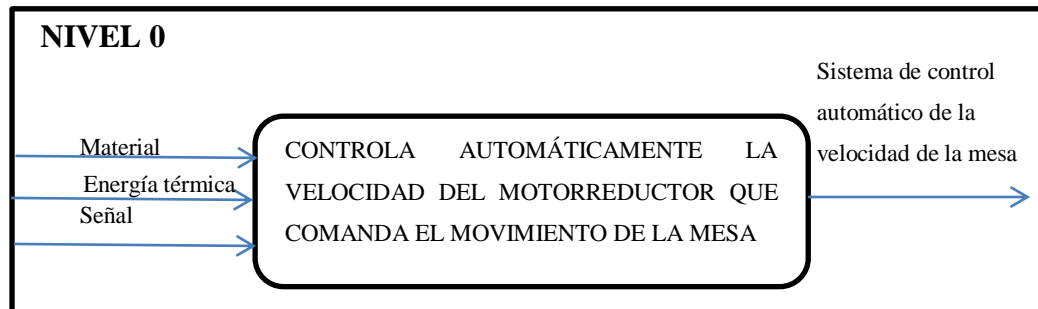 NIVEL 0
Material
Energía térmica
Señal
CONTROLA AUTOMÁTICAMENTE LA
VELOCIDAD DEL MOTORREDUCTOR QUE
COMANDA EL MOVIMIENTO DE LA MESA
Sistema de control
automático de la
velocidad de la mesa